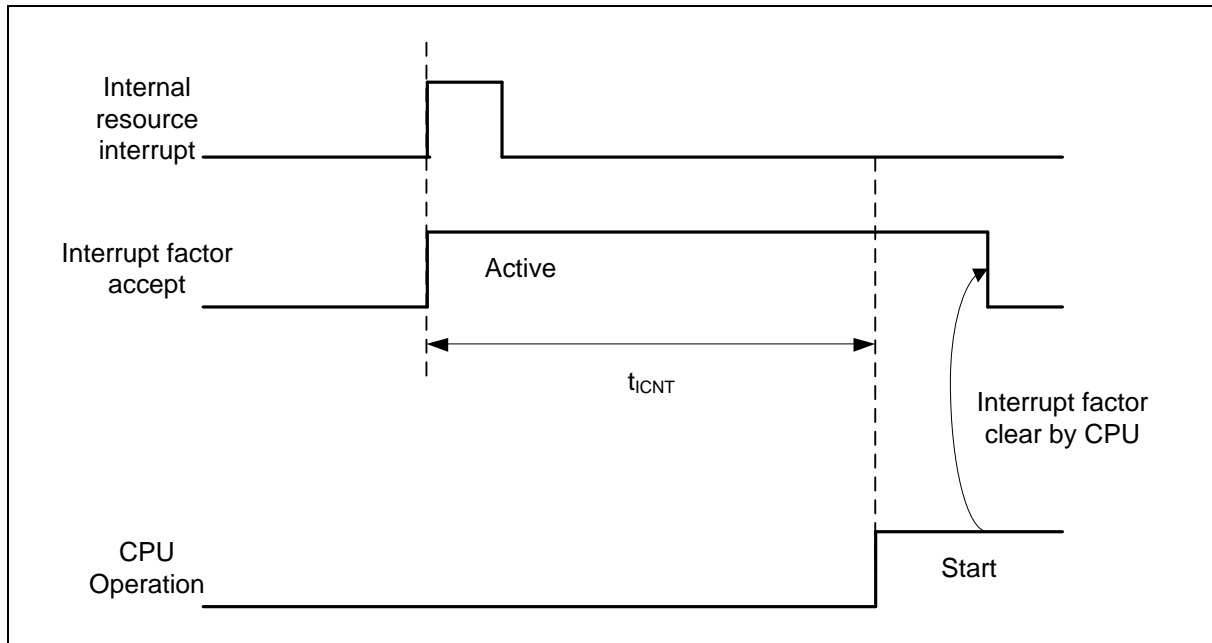 Internal
resource
interrupt
Interrupt factor
accept
Active
tICNT
Interrupt factor
clear by CPU
CPU
Operation
Start